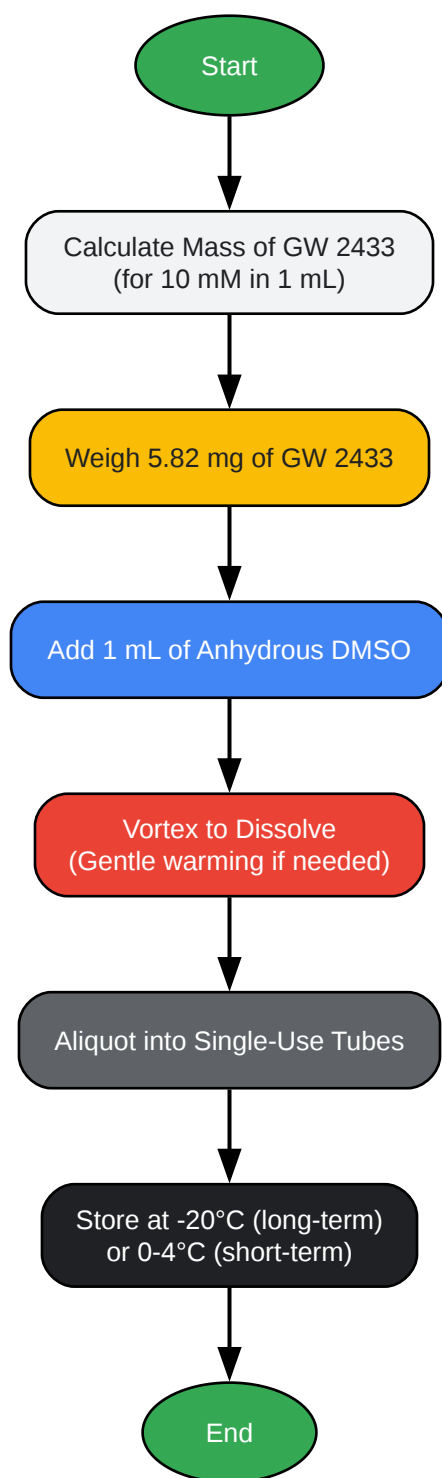 Start
Calculate Mass of GW 2433
(for 10 mM in 1 mL)
Weigh 5.82 mg of GW 2433
Add 1 mL of Anhydrous DMSO
Vortex to Dissolve
(Gentle warming if needed)
Aliquot into Single-Use Tubes
Store at -20°C (long-term)
or 0-4°C (short-term)
End